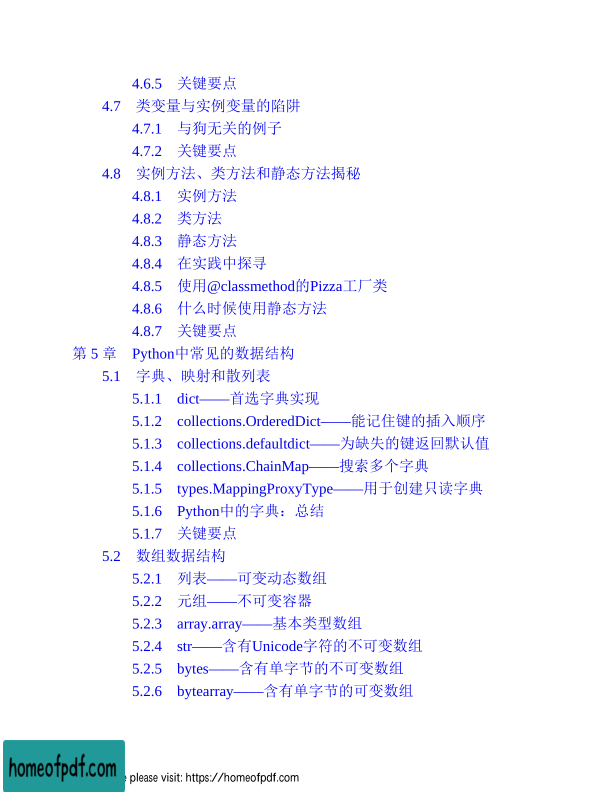 4.6.5 关键要点
4.7 类变量与实例变量的陷阱
4.7.1 与狗无关的例子
4.7.2 关键要点
4.8 实例方法、类方法和静态方法揭秘
4.8.1 实例方法
4.8.2 类方法
4.8.3 静态方法
4.8.4 在实践中探寻
4.8.5 使用@classmethod的Pizza工厂类
4.8.6 什么时候使用静态方法
4.8.7 关键要点
第 5 章 Python中常见的数据结构
5.1 字典、映射和散列表
5.1.1 dict——首选字典实现
5.1.2 collections.OrderedDict——能记住键的插入顺序
5.1.3 collections.defaultdict——为缺失的键返回默认值
5.1.4 collections.ChainMap——搜索多个字典
5.1.5 types.MappingProxyType——用于创建只读字典
5.1.6 Python中的字典：总结
5.1.7 关键要点
5.2 数组数据结构
5.2.1 列表——可变动态数组
5.2.2 元组——不可变容器
5.2.3 array.array——基本类型数组
5.2.4 str——含有Unicode字符的不可变数组
5.2.5 bytes——含有单字节的不可变数组
5.2.6 bytearray——含有单字节的可变数组
homeofpdf.com
please visit: https://homeofpdf.com